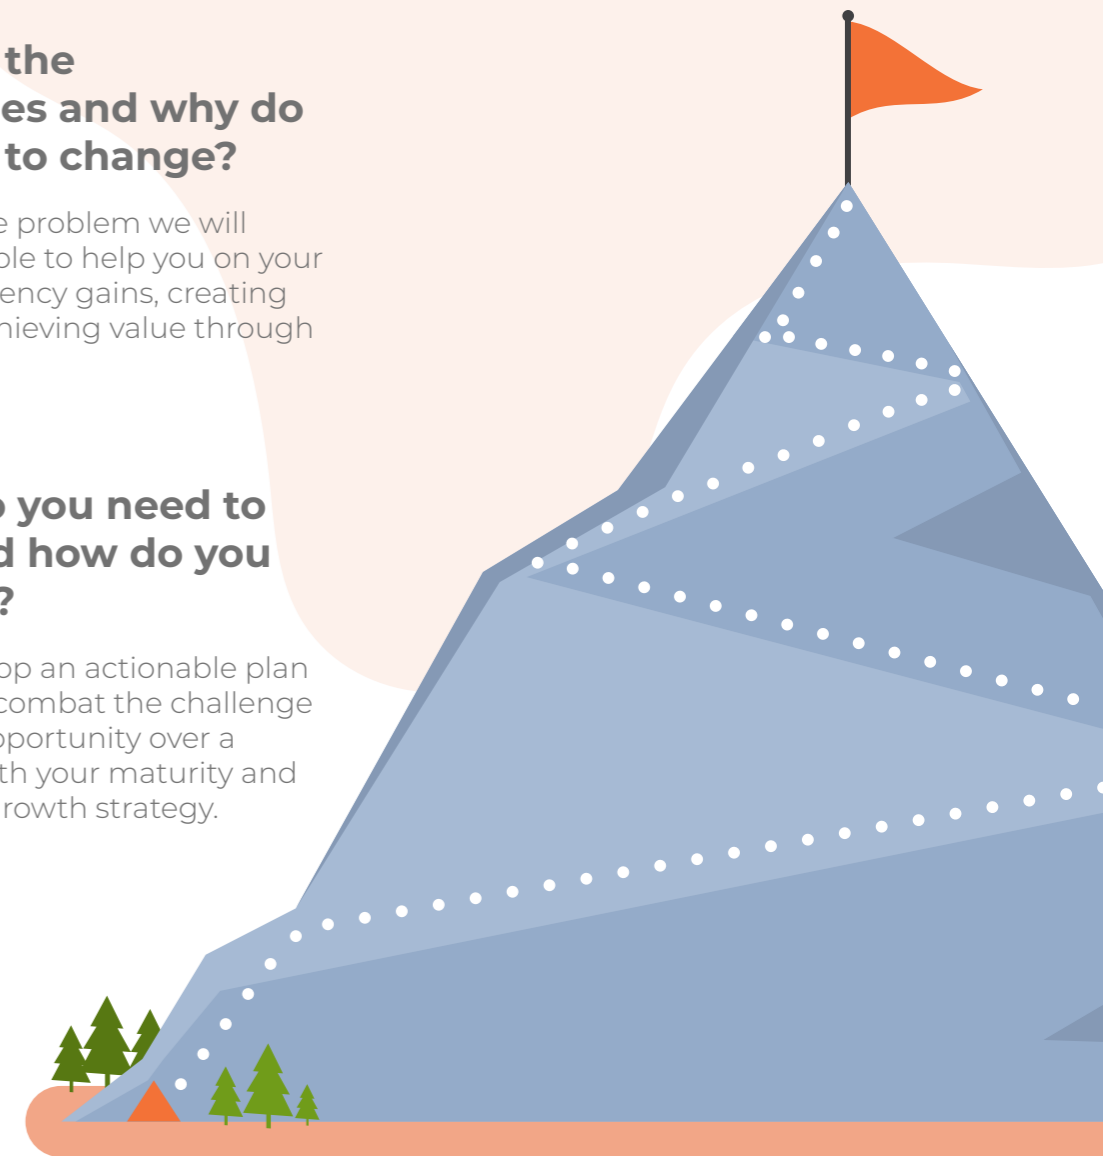 the
es and why do
to change?
e problem we will
ble to help you on your
ency gains, creating
hieving value through
o you need to
d how do you
?
op an actionable plan
combat the challenge
pportunity over a
th your maturity and
rowth strategy.